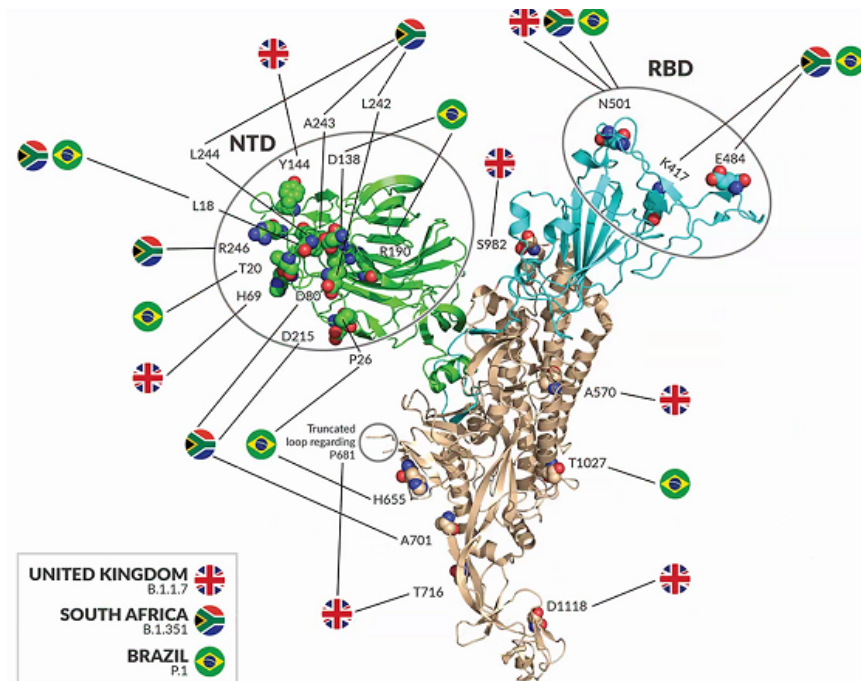 RBD
N501
K417
E484
L242
A243
NTD
D138
L244
Y144
L18
S982
R246
R190
T20
H69
D80
D215
P26
A570
Truncated
loop regarding
P681
T1027
H655
A701
T716
D1118
UNITED KINGDOM
B.1.1.7
SOUTH AFRICA
B.1.351
BRAZIL
P.1